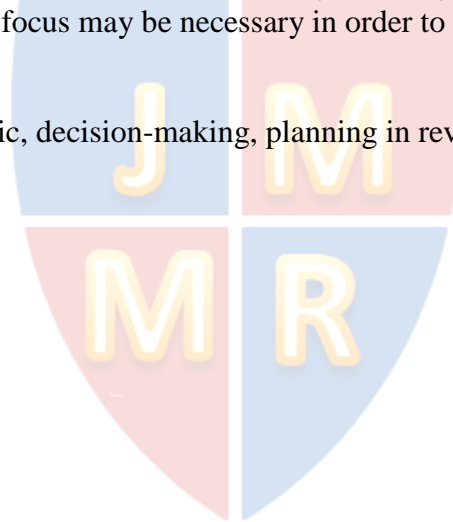 focus may be necessary in order to
ic, decision-making, planning in rev
J M
M R